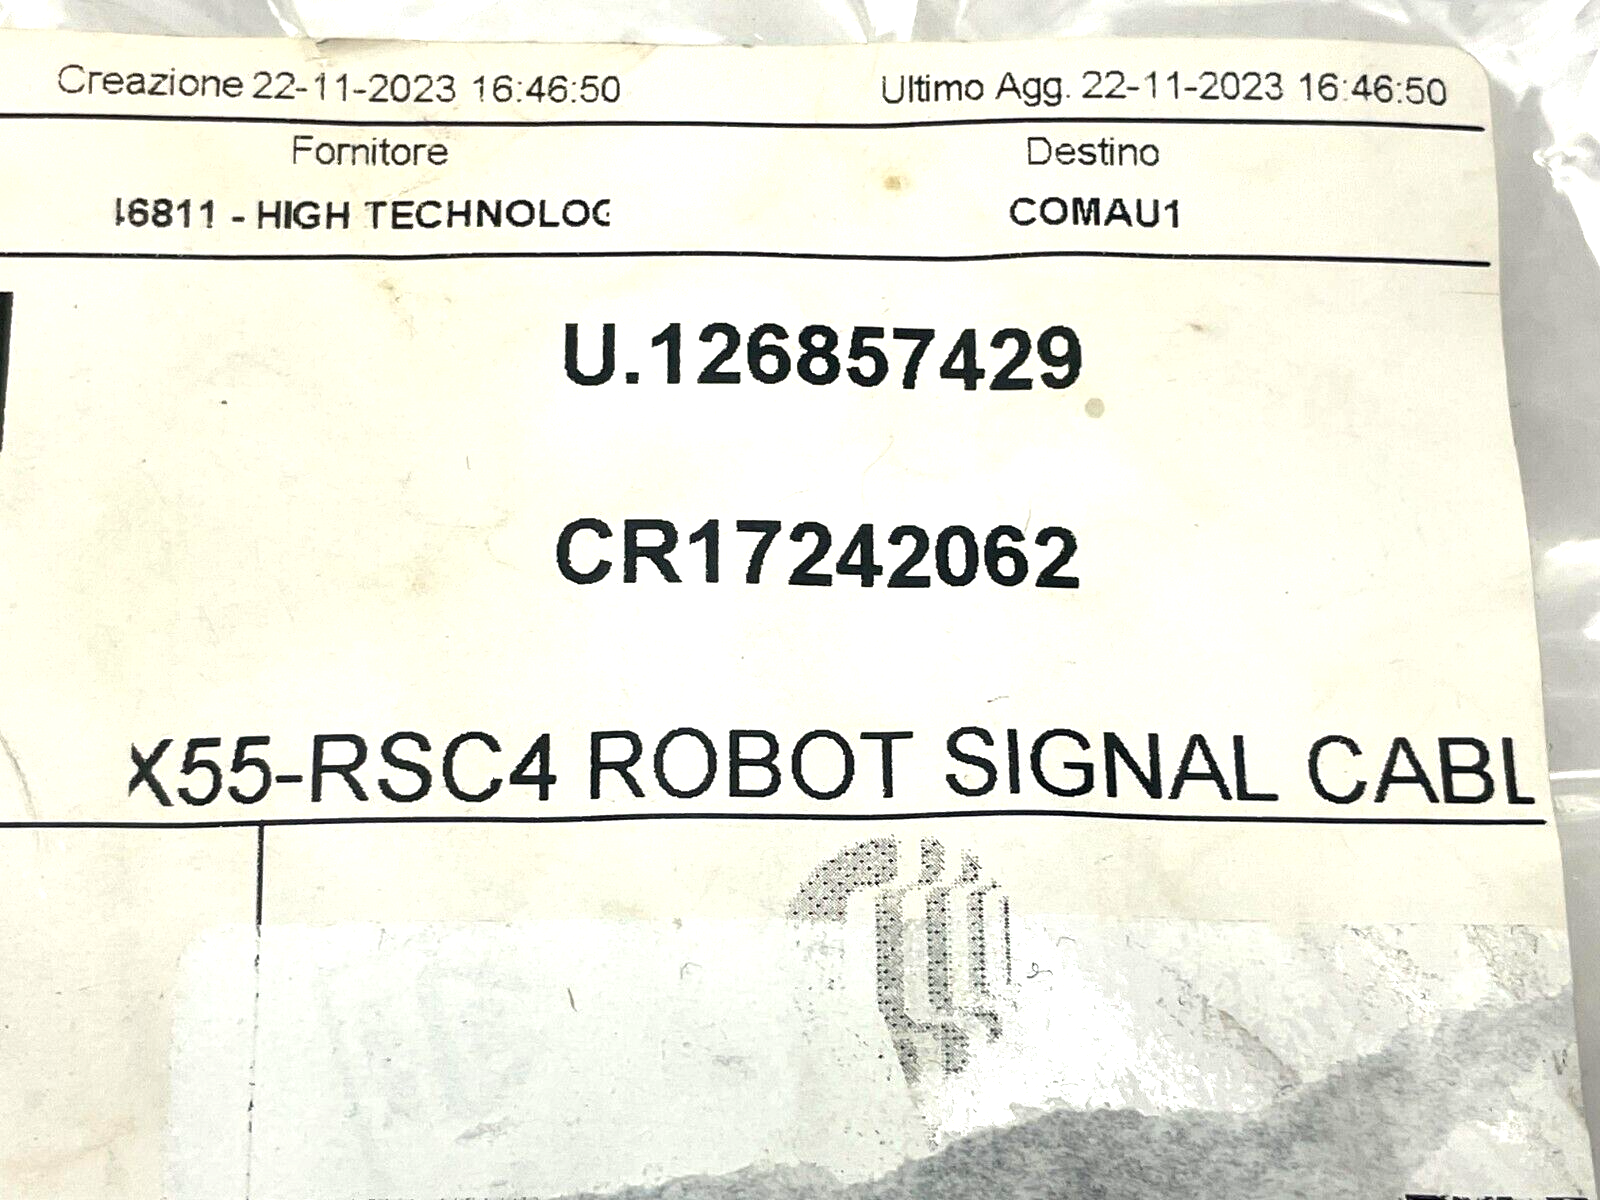 Creazione 22-11-2023 16:46:50 Ultimo Agg. 22-11-2023 16:46:50
Fornitore Destino
16811 - HIGH TECHNOLOG COMAU1
U.126857429
CR17242062
X55-RSC4 ROBOT SIGNAL CABL